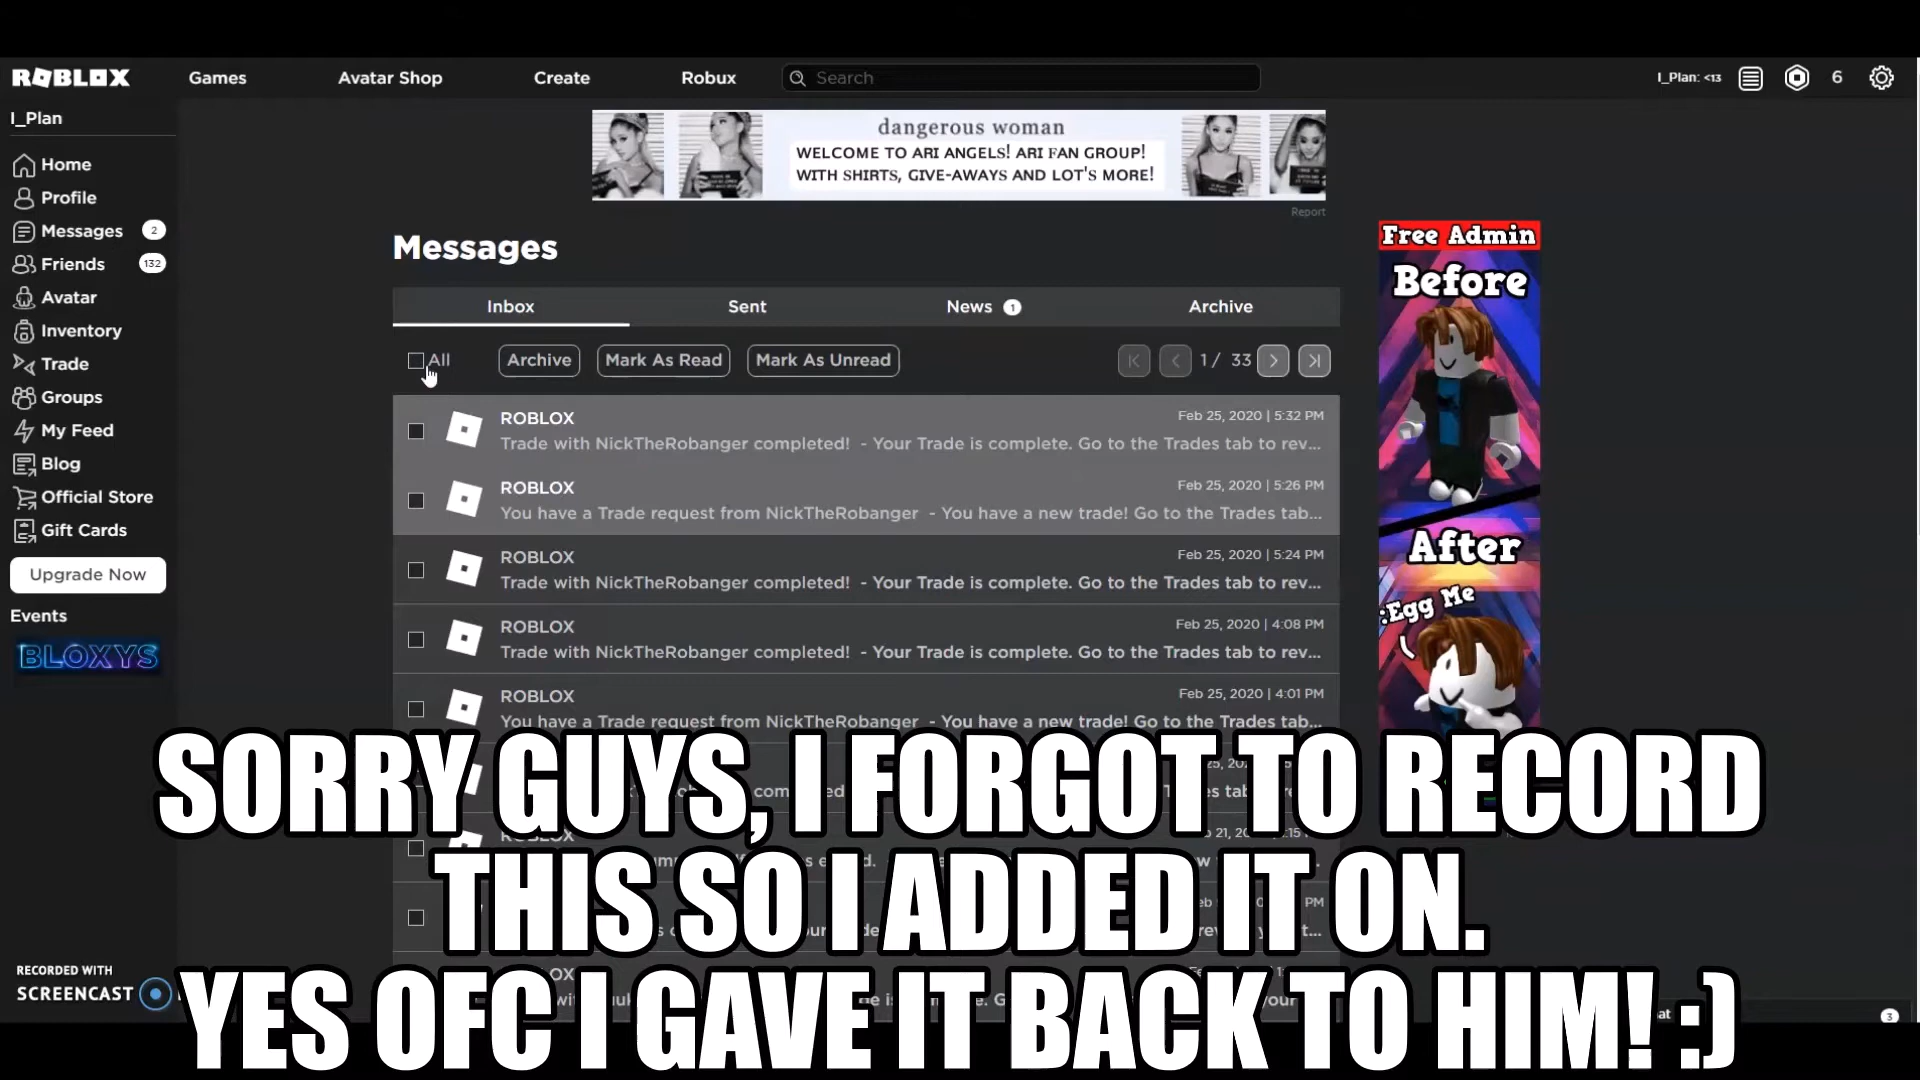 ROBLOX
Games
Avatar Shop
Create
Robux
Search
I_Plan: <13
6
I_Plan
Home
Profile
Messages 2
Friends 132
Avatar
Inventory
Trade
Groups
My Feed
Blog
Official Store
Gift Cards
Upgrade Now
Events
BLOXYS
dangerous woman
WELCOME TO ARI ANGELS! ARI FAN GROUP!
WITH SHIRTS, GIVE-AWAYS AND LOT'S MORE!
Report
Messages
Inbox
Sent
News 1
Archive
All
Archive
Mark As Read
Mark As Unread
1 / 33
ROBLOX
Feb 25, 2020 | 5:32 PM
Trade with NickTheRobanger completed! - Your Trade is complete. Go to the Trades tab to rev...
ROBLOX
Feb 25, 2020 | 5:26 PM
You have a Trade request from NickTheRobanger - You have a new trade! Go to the Trades tab...
ROBLOX
Feb 25, 2020 | 5:24 PM
Trade with NickTheRobanger completed! - Your Trade is complete. Go to the Trades tab to rev...
ROBLOX
Feb 25, 2020 | 4:08 PM
Trade with NickTheRobanger completed! - Your Trade is complete. Go to the Trades tab to rev...
ROBLOX
Feb 25, 2020 | 4:01 PM
You have a Trade request from NickTheRobanger - You have a new trade! Go to the Trades tab...
Free Admin
Before
After
:Egg Me
SORRY GUYS, I FORGOT TO RECORD
THIS SO I ADDED IT ON.
YES OFC I GAVE IT BACK TO HIM! :)
RECORDED WITH
SCREENCAST
3